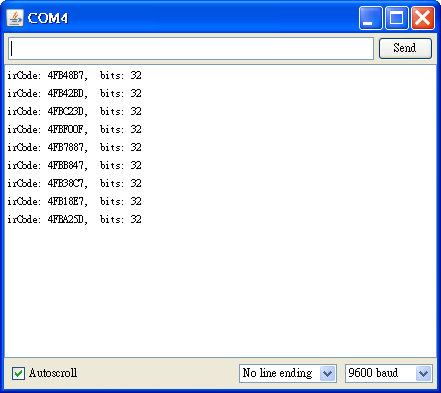 COM4
Send
irCode: 4FB48B7, bits: 32
irCode: 4FB42BD, bits: 32
irCode: 4FBC23D, bits: 32
irCode: 4FBF00F, bits: 32
irCode: 4FB7887, bits: 32
irCode: 4FBB847, bits: 32
irCode: 4FB38C7, bits: 32
irCode: 4FB18E7, bits: 32
irCode: 4FBA25D, bits: 32
Autoscroll No line ending 9600 baud